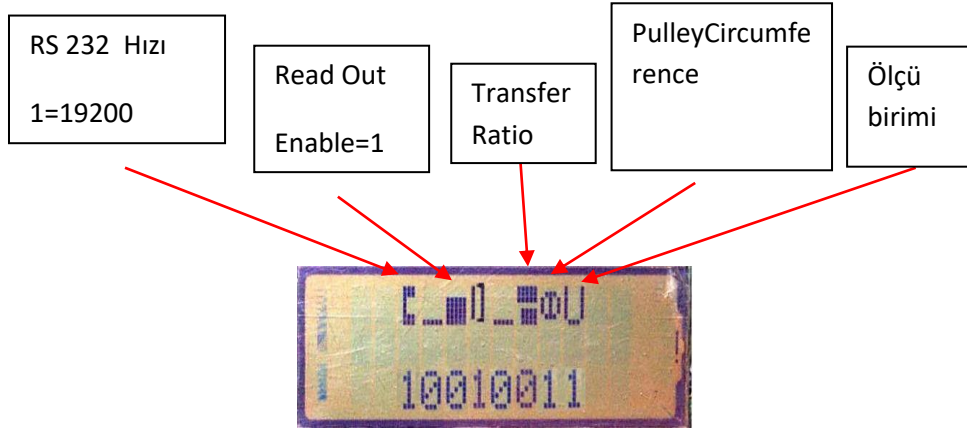 RS 232 Hızı
1=19200
Read Out
Enable=1
Transfer
Ratio
PulleyCircumfe
rence
Ölçü
birimi
10010011